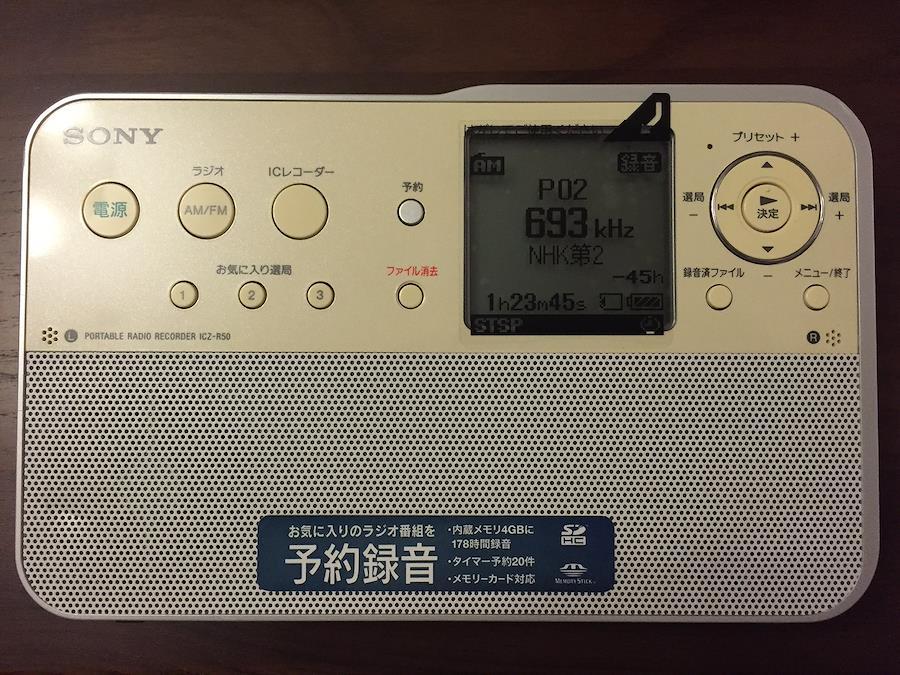 SONY
電源
ラジオ
AM/FM
ICレコーダー
予約
お気に入り選局
1
2
3
ファイル消去
L PORTABLE RADIO RECORDER ICZ-R50
AM
録音
P02
693 kHz
NHK第2
-45h
1h23m45s
STSP
プリセット +
選局
-
決定
選局
+
録音済ファイル
-
メニュー/終了
R
お気に入りのラジオ番組を
予約録音
・内蔵メモリ4GBに
178時間録音
・タイマー予約20件
・メモリーカード対応
SD
HC
MEMORY STICK